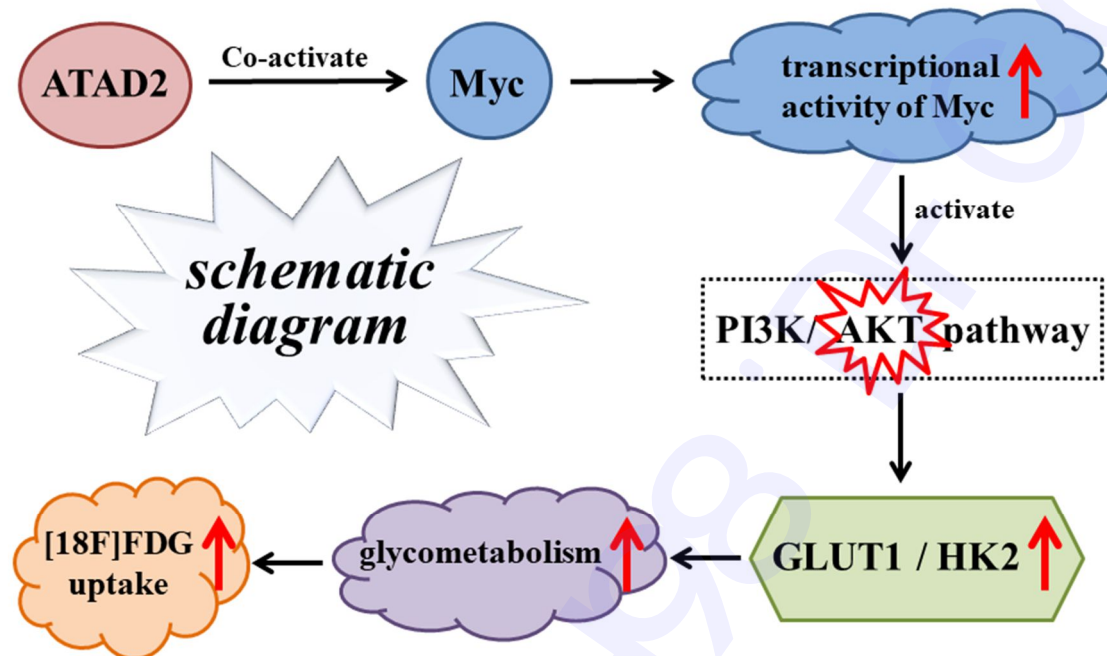 ATAD2
Co-activate
Myc
transcriptional
activity of Myc
activate
schematic
diagram
PI3K/ AKT pathway
GLUT1 / HK2
glycometabolism
[18F]FDG
uptake